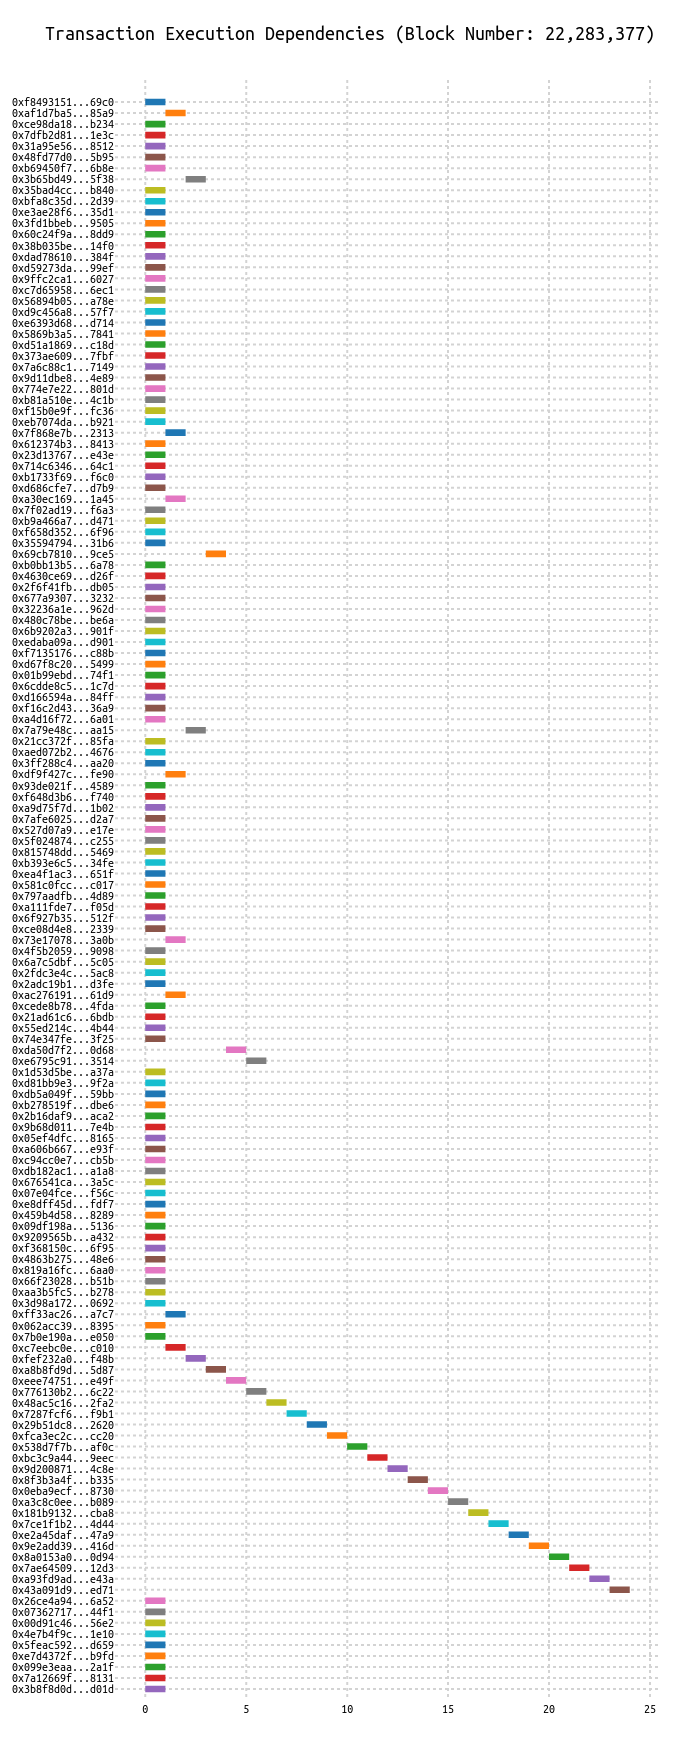 Transaction Execution Dependencies (Block Number: 22,283,377)
0xf8493151...69c0
0xaf1d7ba5...85a9
0xce98da18...b234
0x7dfb2d81...1e3c
0x31a95e56...8512
0x48fd77d0...5b95
0xb69450f7...6b8e
0x3b65bd49...5f38
0x35bad4cc...b840
0xbfa8c35d...2d39
0xe3ae28f6...35d1
0x3fd1bbeb...9505
0x60c24f9a...8dd9
0x38b035be...14f0
0xdad78610...384f
0xd59273da...99ef
0x9ffc2ca1...6027
0xc7d65958...6ec1
0x56894b05...a78e
0xd9c456a8...57f7
0xe6393d68...d714
0x5869b3a5...7841
0xd51a1869...c18d
0x373ae609...7fbf
0x7a6c88c1...7149
0x9d11dbe8...4e89
0x774e7e22...801d
0xb81a510e...4c1b
0xf15b0e9f...fc36
0xeb7074da...b921
0x7f868e7b...2313
0x612374b3...8413
0x23d13767...e43e
0x714c6346...64c1
0xb1733f69...f6c0
0xd686cfe7...d7b9
0xa30ec169...1a45
0x7f02ad19...f6a3
0xb9a466a7...d471
0xf658d352...6f96
0x35594794...31b6
0x69cb7810...9ce5
0xb0bb13b5...6a78
0x4630ce69...d26f
0x2f6f41fb...db05
0x677a9307...3232
0x32236a1e...962d
0x480c78be...be6a
0x6b9202a3...901f
0xedaba09a...d901
0xf7135176...c88b
0xd67f8c20...5499
0x01b99ebd...74f1
0x6cdde8c5...1c7d
0xd166594a...84ff
0xf16c2d43...36a9
0xa4d16f72...6a01
0x7a79e48c...aa15
0x21cc372f...85fa
0xaed072b2...4676
0x3ff288c4...aa20
0xdf9f427c...fe90
0x93de021f...4589
0xf648d3b6...f740
0xa9d75f7d...1b02
0x7afe6025...d2a7
0x527d07a9...e17e
0x5f024874...c255
0x815748dd...5469
0xb393e6c5...34fe
0xea4f1ac3...651f
0x581c0fcc...c017
0x797aadfb...4d89
0xa111fde7...f05d
0x6f927b35...512f
0xce08d4e8...2339
0x73e17078...3a0b
0x4f5b2059...9098
0x6a7c5dbf...5c05
0x2fdc3e4c...5ac8
0x2adc19b1...d3fe
0xac276191...61d9
0xcede8b78...4fda
0x21ad61c6...6bdb
0x55ed214c...4b44
0x74e347fe...3f25
0xda50d7f2...0d68
0xe6795c91...3514
0x1d53d5be...a37a
0xd81bb9e3...9f2a
0xdb5a049f...59bb
0xb278519f...dbe6
0x2b16daf9...aca2
0x9b68d011...7e4b
0x05ef4dfc...8165
0xa606b667...e93f
0xc94cc0e7...cb5b
0xdb182ac1...a1a8
0x676541ca...3a5c
0x07e04fce...f56c
0xe8dff45d...fdf7
0x459b4d58...8289
0x09df198a...5136
0x9209565b...a432
0xf368150c...6f95
0x4863b275...48e6
0x819a16fc...6aa0
0x66f23028...b51b
0xaa3b5fc5...b278
0x3d98a172...0692
0xff33ac26...a7c7
0x062acc39...8395
0x7b0e190a...e050
0xc7eebc0e...c010
0xfef232a0...f48b
0xa8b8fd9d...5d87
0xeee74751...e49f
0x776130b2...6c22
0x48ac5c16...2fa2
0x7287fcf6...f9b1
0x29b51dc8...2620
0xfca3ec2c...cc20
0x538d7f7b...af0c
0xbc3c9a44...9eec
0x9d200871...4c8e
0x8f3b3a4f...b335
0x0eba9ecf...8730
0xa3c8c0ee...b089
0x181b9132...cba8
0x7ce1f1b2...4d44
0xe2a45daf...47a9
0x9e2add39...416d
0x8a0153a0...0d94
0x7ae64509...12d3
0xa93fd9ad...e43a
0x43a091d9...ed71
0x26ce4a94...6a52
0x07362717...44f1
0x00d91c46...56e2
0x4e7b4f9c...1e10
0x5feac592...d659
0xe7d4372f...b9fd
0x099e3eaa...2a1f
0x7a12669f...8131
0x3b8f8d0d...d01d
0 5 10 15 20 25